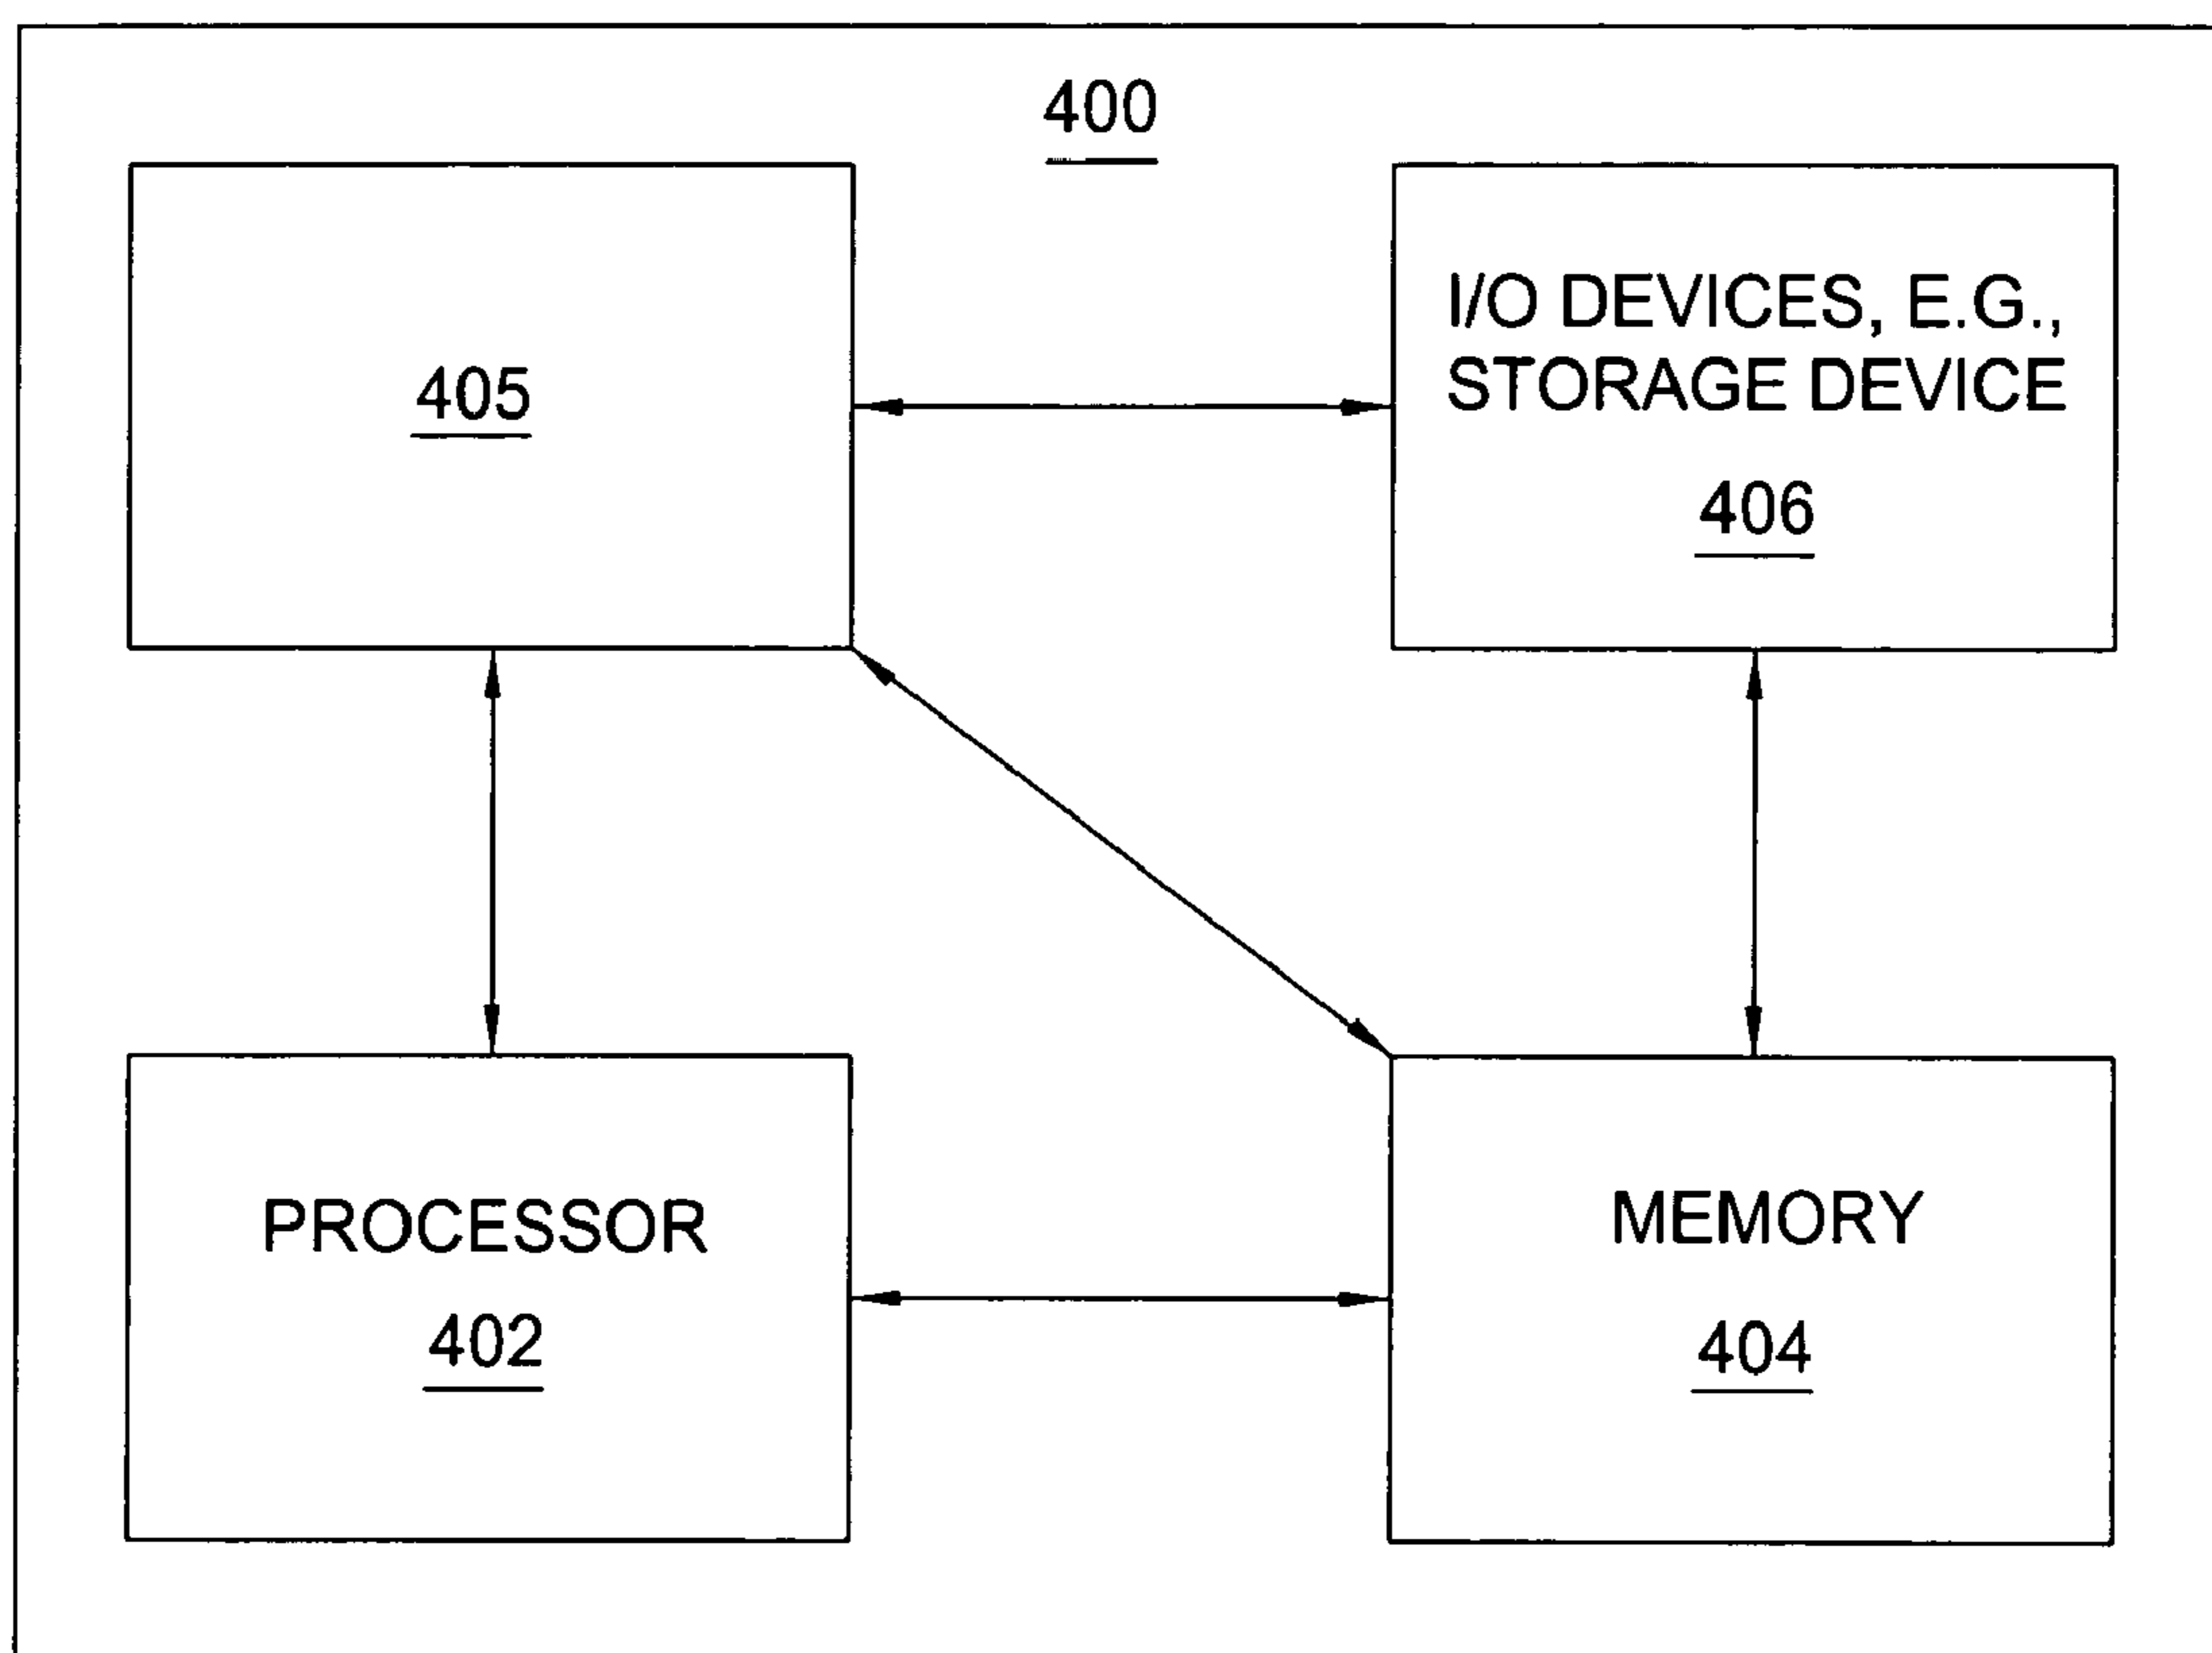 400
405
I/O DEVICES, E.G.,
STORAGE DEVICE
406
PROCESSOR
402
MEMORY
404